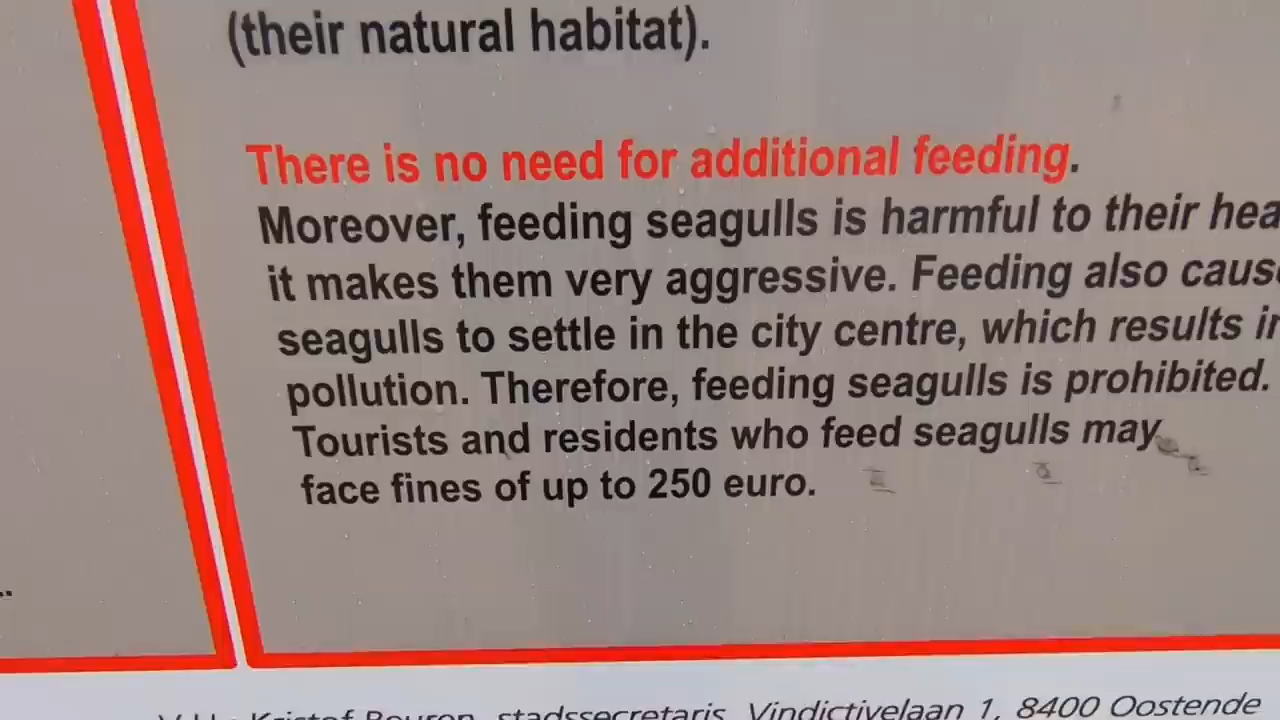 (their natural habitat).
There is no need for additional feeding.
Moreover, feeding seagulls is harmful to their
it makes them very aggressive. Feeding also
seagulls to settle in the city centre, which results
pollution. Therefore, feeding seagulls is prohibited.
Tourists and residents who feed seagulls may
face fines of up to 250 euro.
..
stadssecretaris, Vindictivelaan 1, 8400 Oostende